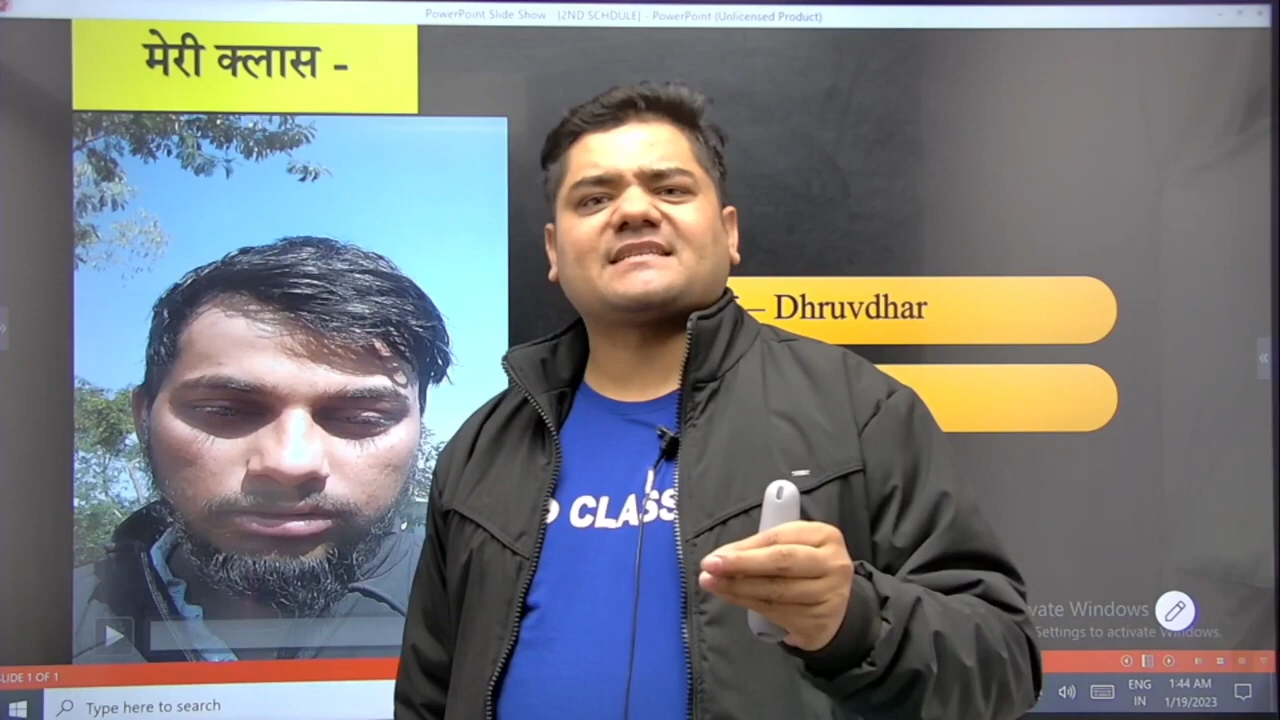 PowerPoint Slide Show - [2ND SCHDULE] - PowerPoint (Unlicensed Product)
मेरी क्लास -
– Dhruvdhar
CLASS
vate Windows
Settings to activate Windows.
SLIDE 1 OF 1
Type here to search
ENG
IN
1:44 AM
1/19/2023